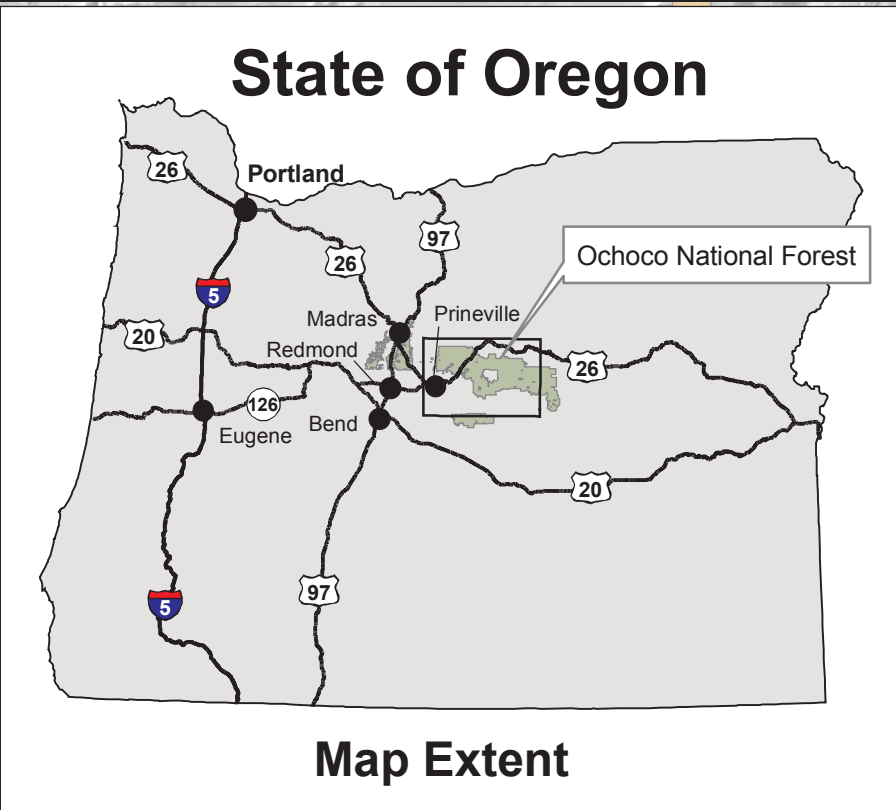 State of Oregon
26
Portland
97
26
Ochoco National Forest
5
Madras
Prineville
20
Redmond
26
126
Bend
Eugene
20
97
5
Map Extent